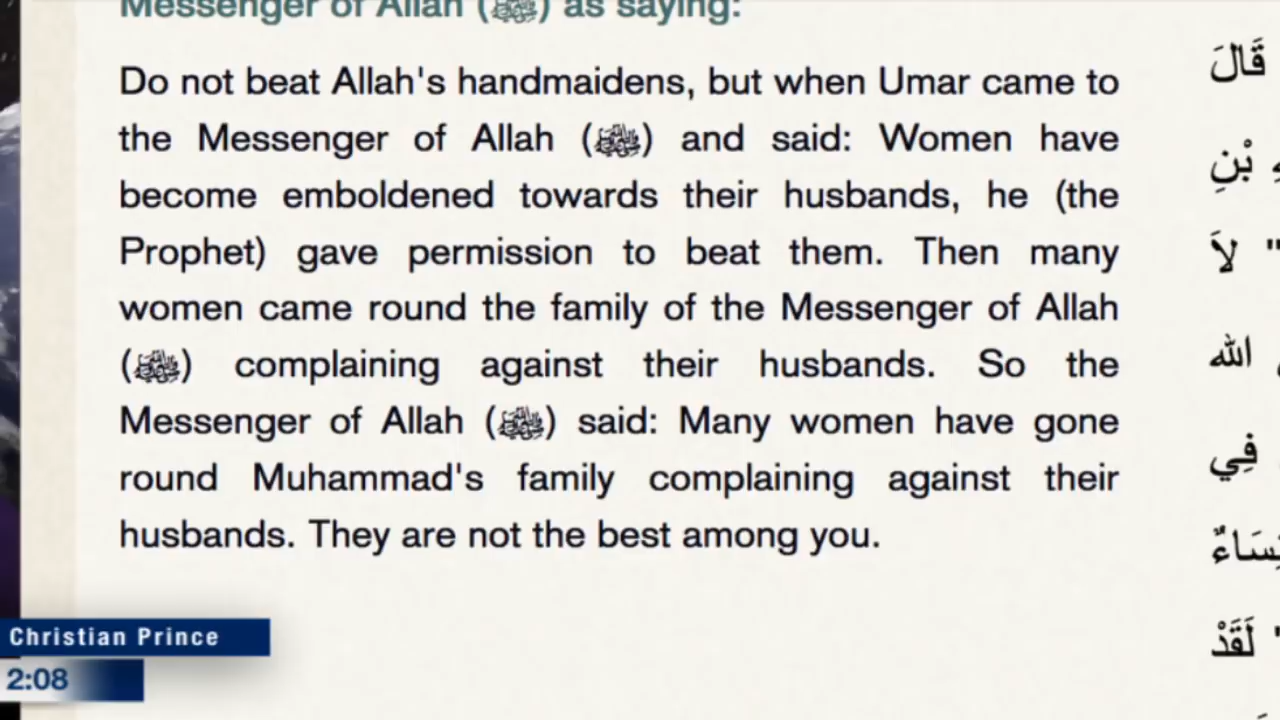 Messenger of Allah (ﷺ) as saying:
Do not beat Allah's handmaidens, but when Umar came to
the Messenger of Allah (ﷺ) and said: Women have
become emboldened towards their husbands, he (the
Prophet) gave permission to beat them. Then many
women came round the family of the Messenger of Allah
(ﷺ) complaining against their husbands. So the
Messenger of Allah (ﷺ) said: Many women have gone
round Muhammad's family complaining against their
husbands. They are not the best among you.
قَالَ
بْنِ
" لاَ
الله
فِي
" لَقَدْ
Christian Prince
2:08